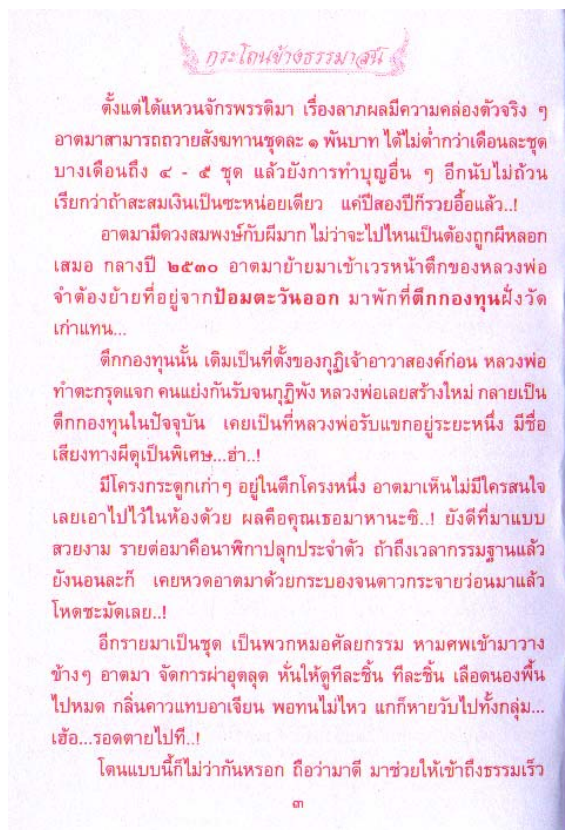 กระโถนข้างธรรมาสน์
ตั้งแต่ได้แหวนจักรพรรดิมา เรื่องลาภผลมีความคล่องตัวจริง ๆ
อาตมาสามารถถวายสังฆทานชุดละ ๑ พันบาท ได้ไม่ต่ำกว่าเดือนละชุด
บางเดือนถึง ๔ - ๕ ชุด แล้วยังการทำบุญอื่น ๆ อีกนับไม่ถ้วน
เรียกว่าถ้าสะสมเงินเป็นซะหน่อยเดียว แค่ปีสองปีก็รวยอื้อแล้ว..!
อาตมามีดวงสมพงษ์กับผีมาก ไม่ว่าจะไปไหนเป็นต้องถูกผีหลอก
เสมอ กลางปี ๒๕๓๐ อาตมาย้ายมาเข้าเวรหน้าตึกของหลวงพ่อ
จำต้องย้ายที่อยู่จากป้อมตะวันออก มาพักที่ตึกกองทุนฝั่งวัด
เก่าแทน...
ตึกกองทุนนั้น เดิมเป็นที่ตั้งของกุฏิเจ้าอาวาสองค์ก่อน หลวงพ่อ
ทำตะกรุดแจก คนแย่งกันรับจนกุฏิพัง หลวงพ่อเลยสร้างใหม่ กลายเป็น
ตึกกองทุนในปัจจุบัน เคยเป็นที่หลวงพ่อรับแขกอยู่ระยะหนึ่ง มีชื่อ
เสียงทางผีดุเป็นพิเศษ...ฮ่า..!
มีโครงกระดูกเก่าๆ อยู่ในตึกโครงหนึ่ง อาตมาเห็นไม่มีใครสนใจ
เลยเอาไปไว้ในห้องด้วย ผลคือคุณเธอมาหานะซิ..! ยังดีที่มาแบบ
สวยงาม รายต่อมาคือนาฬิกาปลุกประจำตัว ถ้าถึงเวลากรรมฐานแล้ว
ยังนอนละก็ เคยหวดอาตมาด้วยกระบองจนดาวกระจายว่อนมาแล้ว
โหดชะมัดเลย..!
อีกรายมาเป็นชุด เป็นพวกหมอศัลยกรรม หามศพเข้ามาวาง
ข้างๆ อาตมา จัดการผ่าอุตลุด หั่นให้ดูทีละชิ้น ทีละชิ้น เลือดนองพื้น
ไปหมด กลิ่นคาวแทบอาเจียน พอทนไม่ไหว แกก็หายวับไปทั้งกลุ่ม...
เฮ้อ...รอดตายไปที..!
โดนแบบนี้ก็ไม่ว่ากันหรอก ถือว่ามาดี มาช่วยให้เข้าถึงธรรมเร็ว
๓